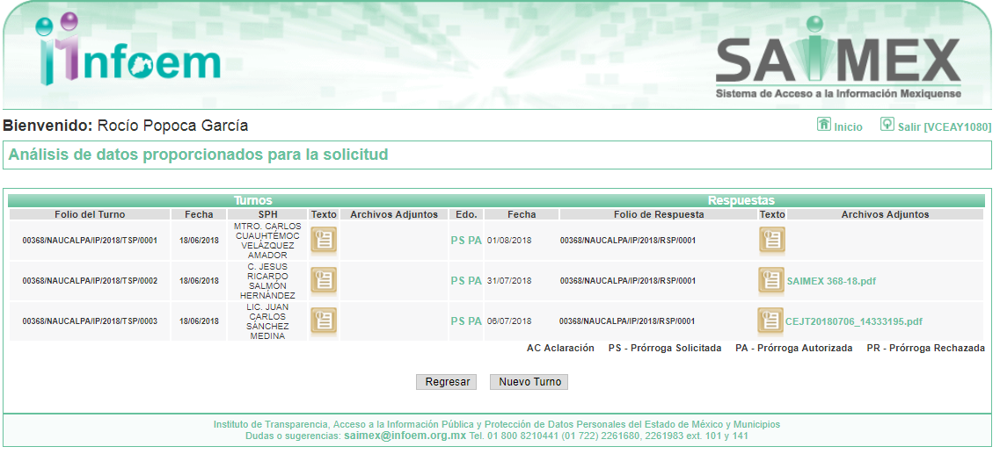 infoem
SAIMEX
Sistema de Acceso a la Información Mexiquense
Bienvenido: Rocío Popoca García
Inicio Salir [VCEAY1080]
Análisis de datos proporcionados para la solicitud
Turnos Respuestas
Folio del Turno Fecha SPH Texto Archivos Adjuntos Edo. Fecha Folio de Respuesta Texto Archivos Adjuntos
00368/NAUCALPA/IP/2018/TSP/0001 18/06/2018 MTRO. CARLOS
CUAUHTÉMOC
VELÁZQUEZ
AMADOR
PS PA 01/08/2018 00368/NAUCALPA/IP/2018/RSP/0001
00368/NAUCALPA/IP/2018/TSP/0002 18/06/2018 C. JESUS
RICARDO
SALMÓN
HERNÁNDEZ
PS PA 31/07/2018 00368/NAUCALPA/IP/2018/RSP/0001 SAIMEX 368-18.pdf
00368/NAUCALPA/IP/2018/TSP/0003 18/06/2018 LIC. JUAN
CARLOS
SÁNCHEZ
MEDINA
PS PA 06/07/2018 00368/NAUCALPA/IP/2018/RSP/0001 CEJT20180706_14333195.pdf
AC Aclaración PS - Prórroga Solicitada PA - Prórroga Autorizada PR - Prórroga Rechazada
Regresar Nuevo Turno
Instituto de Transparencia, Acceso a la Información Pública y Protección de Datos Personales del Estado de México y Municipios
Dudas o sugerencias: saimex@infoem.org.mx Tel. 01 800 8210441 (01 722) 2261680, 2261983 ext. 101 y 141